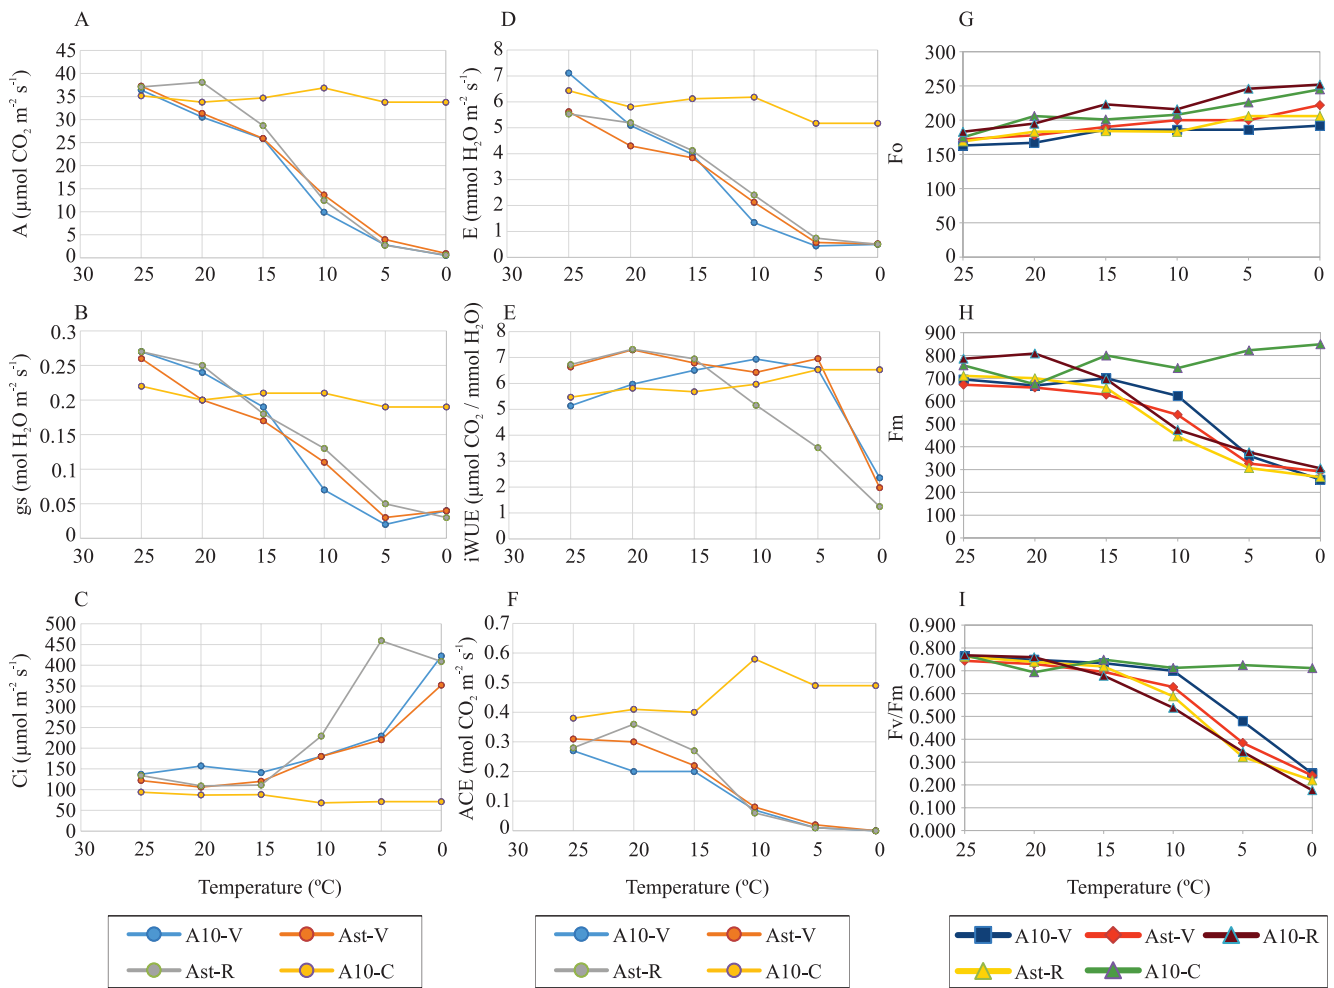 A
A (µmol CO₂ m⁻² s⁻¹)
45
40
35
30
25
20
15
10
5
0
30 25 20 15 10 5 0
B
gs (mol H₂O m⁻² s⁻¹)
0.3
0.25
0.2
0.15
0.1
0.05
0
30 25 20 15 10 5 0
C
Ci (µmol m⁻² s⁻¹)
500
450
400
350
300
250
200
150
100
50
0
30 25 20 15 10 5 0
Temperature (ºC)
A10-V Ast-V
Ast-R A10-C
D
E (mmol H₂O m⁻² s⁻¹)
8
7
6
5
4
3
2
1
0
30 25 20 15 10 5 0
E
iWUE (µmol CO₂ / mmol H₂O)
8
7
6
5
4
3
2
1
0
30 25 20 15 10 5 0
F
ACE (mol CO₂ m⁻² s⁻¹)
0.7
0.6
0.5
0.4
0.3
0.2
0.1
0
30 25 20 15 10 5 0
Temperature (ºC)
A10-V Ast-V
Ast-R A10-C
G
Fo
300
250
200
150
100
50
0
25 20 15 10 5 0
H
Fm
900
800
700
600
500
400
300
200
100
0
25 20 15 10 5 0
I
Fv/Fm
0.900
0.800
0.700
0.600
0.500
0.400
0.300
0.200
0.100
0.000
25 20 15 10 5 0
Temperature (ºC)
A10-V Ast-V A10-R
Ast-R A10-C